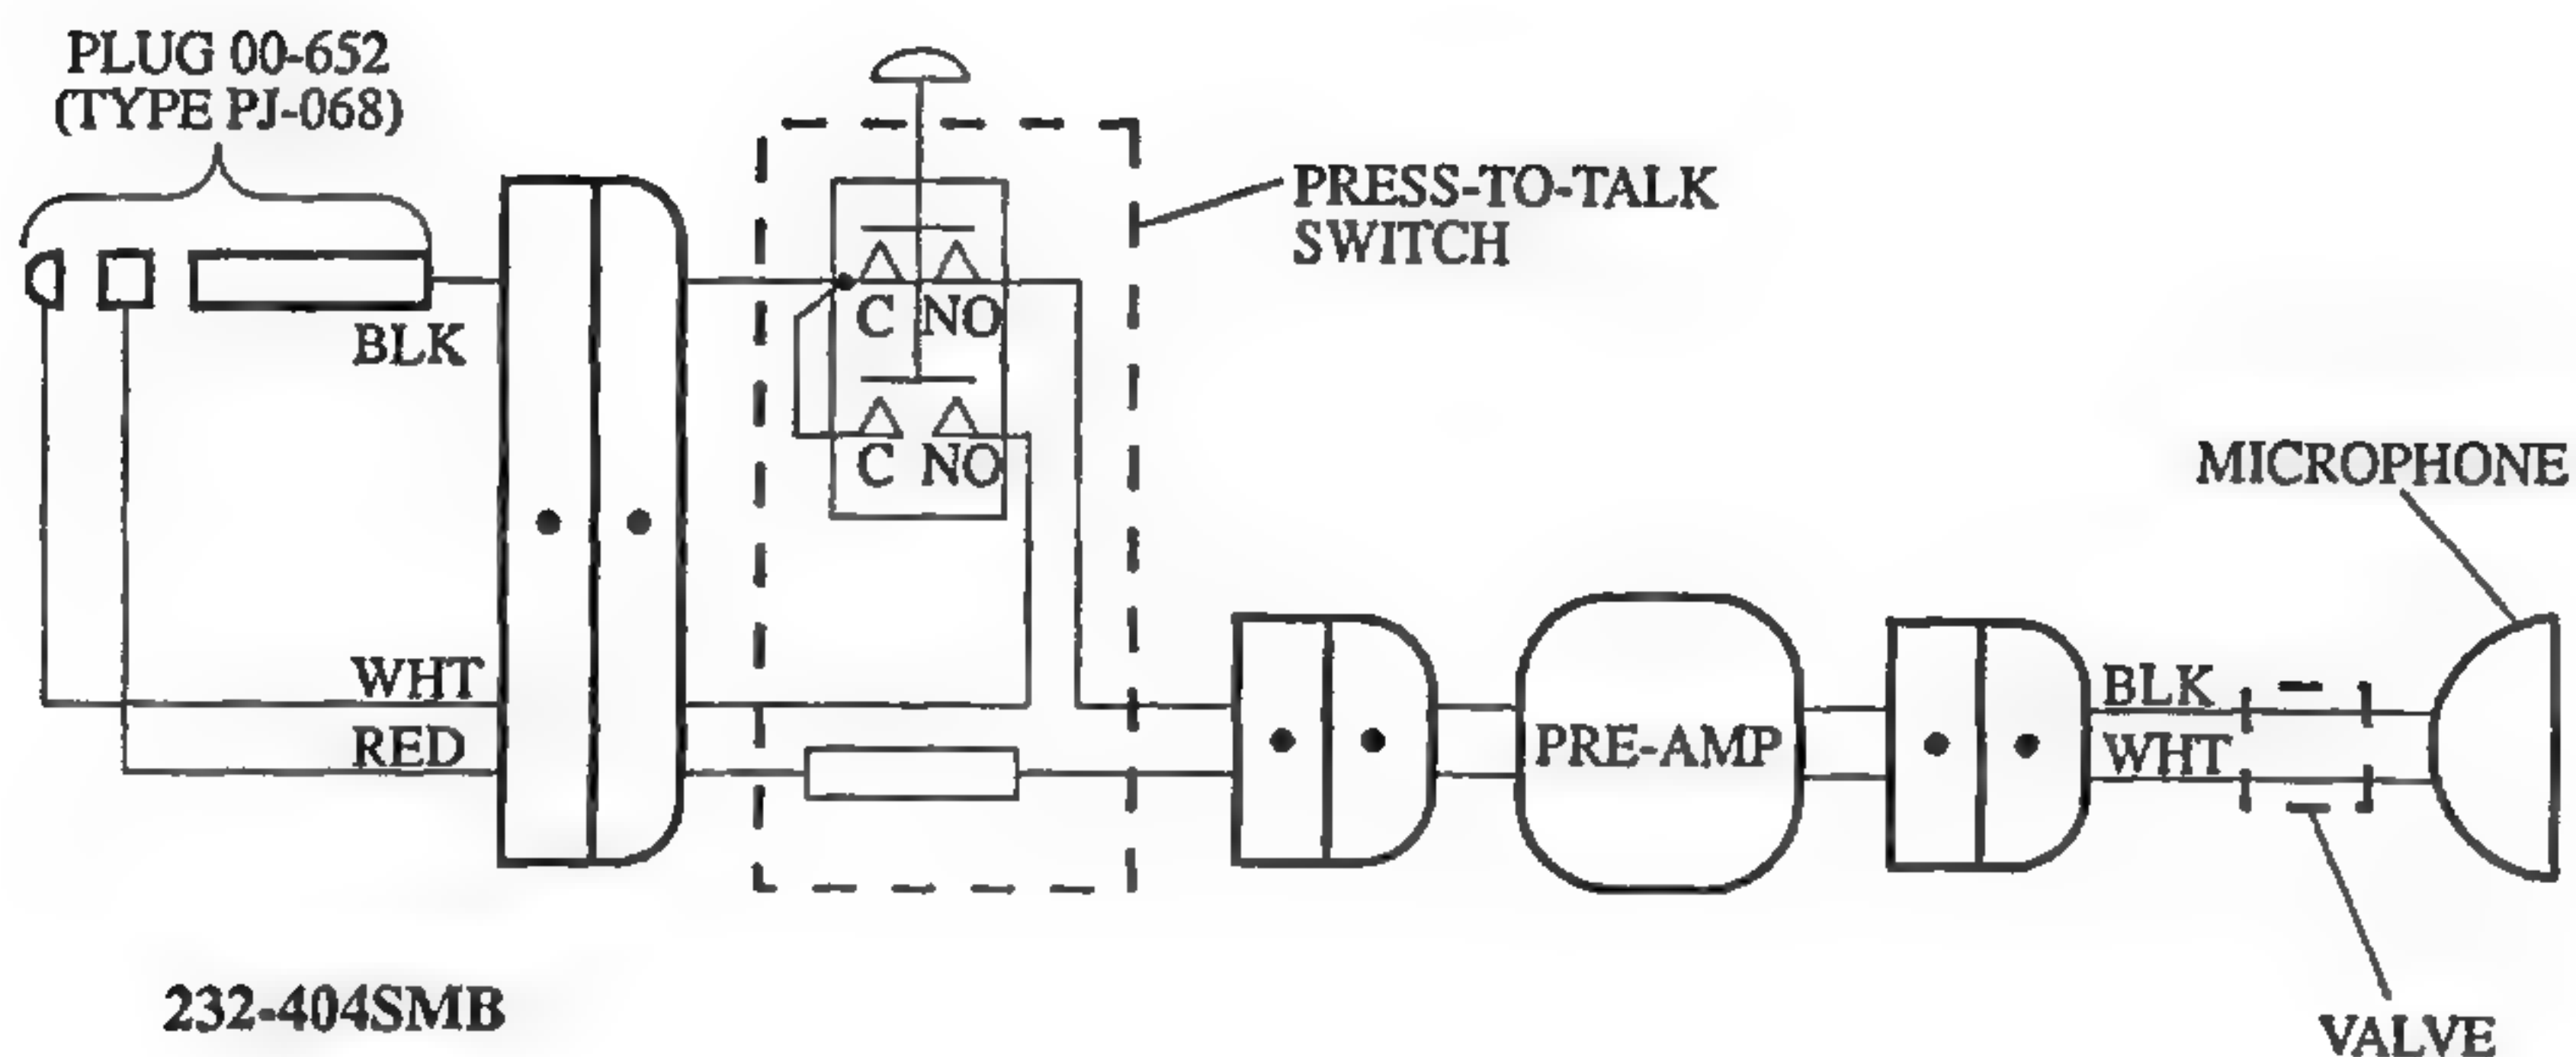 PLUG 00-652
(TYPE PJ-068)
PRESS-TO-TALK
SWITCH
C NO
BLK
C NO
MICROPHONE
WHT
RED
PRE-AMP
BLK
WHT
232-404SMB
VALVE